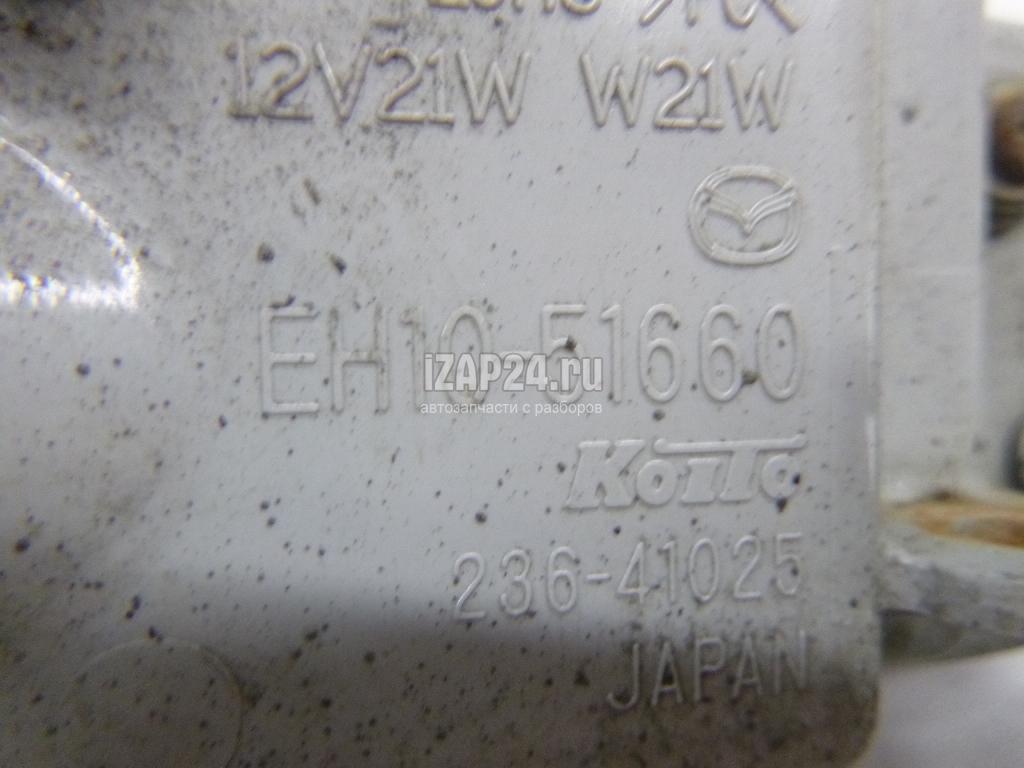 12V21W W21W
EH10-51660
iZAP24.ru
автозапчасти с разборов
KOITO
236-41025
JAPAN